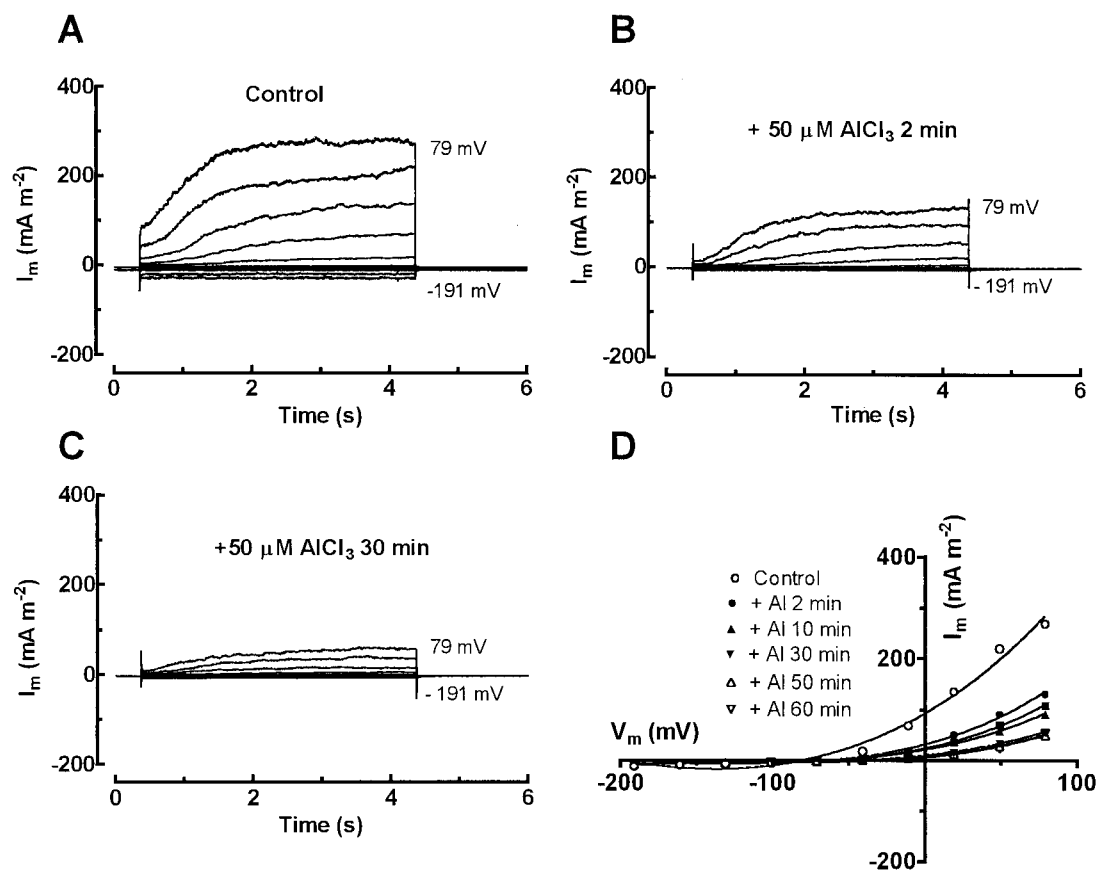 A
Control
400
200
0
-200
I_m (mA m^-2)
79 mV
-191 mV
0 2 4 6
Time (s)
B
+ 50 μM AlCl_3 2 min
400
200
0
-200
I_m (mA m^-2)
79 mV
- 191 mV
0 2 4 6
Time (s)
C
+50 μM AlCl_3 30 min
400
200
0
-200
I_m (mA m^-2)
79 mV
- 191 mV
0 2 4 6
Time (s)
D
I_m (mA m^-2)
400
200
-200
Control
+ Al 2 min
+ Al 10 min
+ Al 30 min
+ Al 50 min
+ Al 60 min
V_m (mV)
-200 -100 100